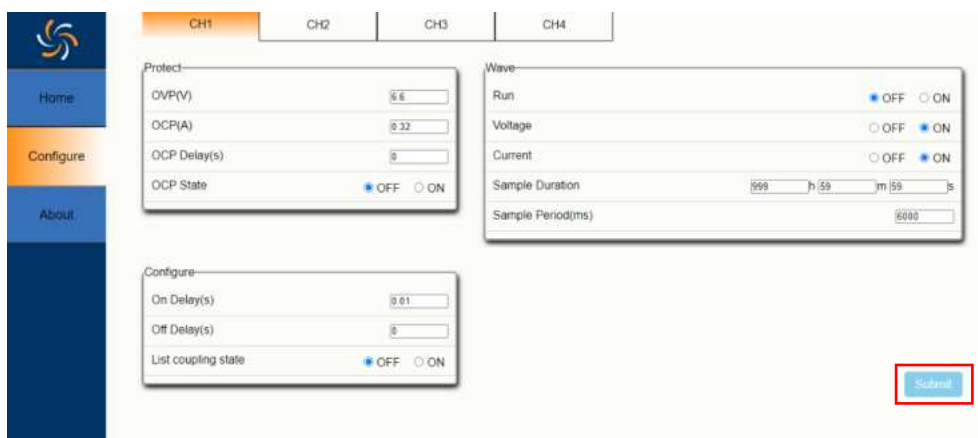 CH1 CH2 CH3 CH4
Home
Configure
About
Protect
OVP(V) 6.6
OCP(A) 0.32
OCP Delay(s) 0
OCP State OFF ON
Wave
Run OFF ON
Voltage OFF ON
Current OFF ON
Sample Duration 999 h 59 m 59 s
Sample Period(ms) 6080
Configure
On Delay(s) 0.01
Off Delay(s) 0
List coupling state OFF ON
Submit